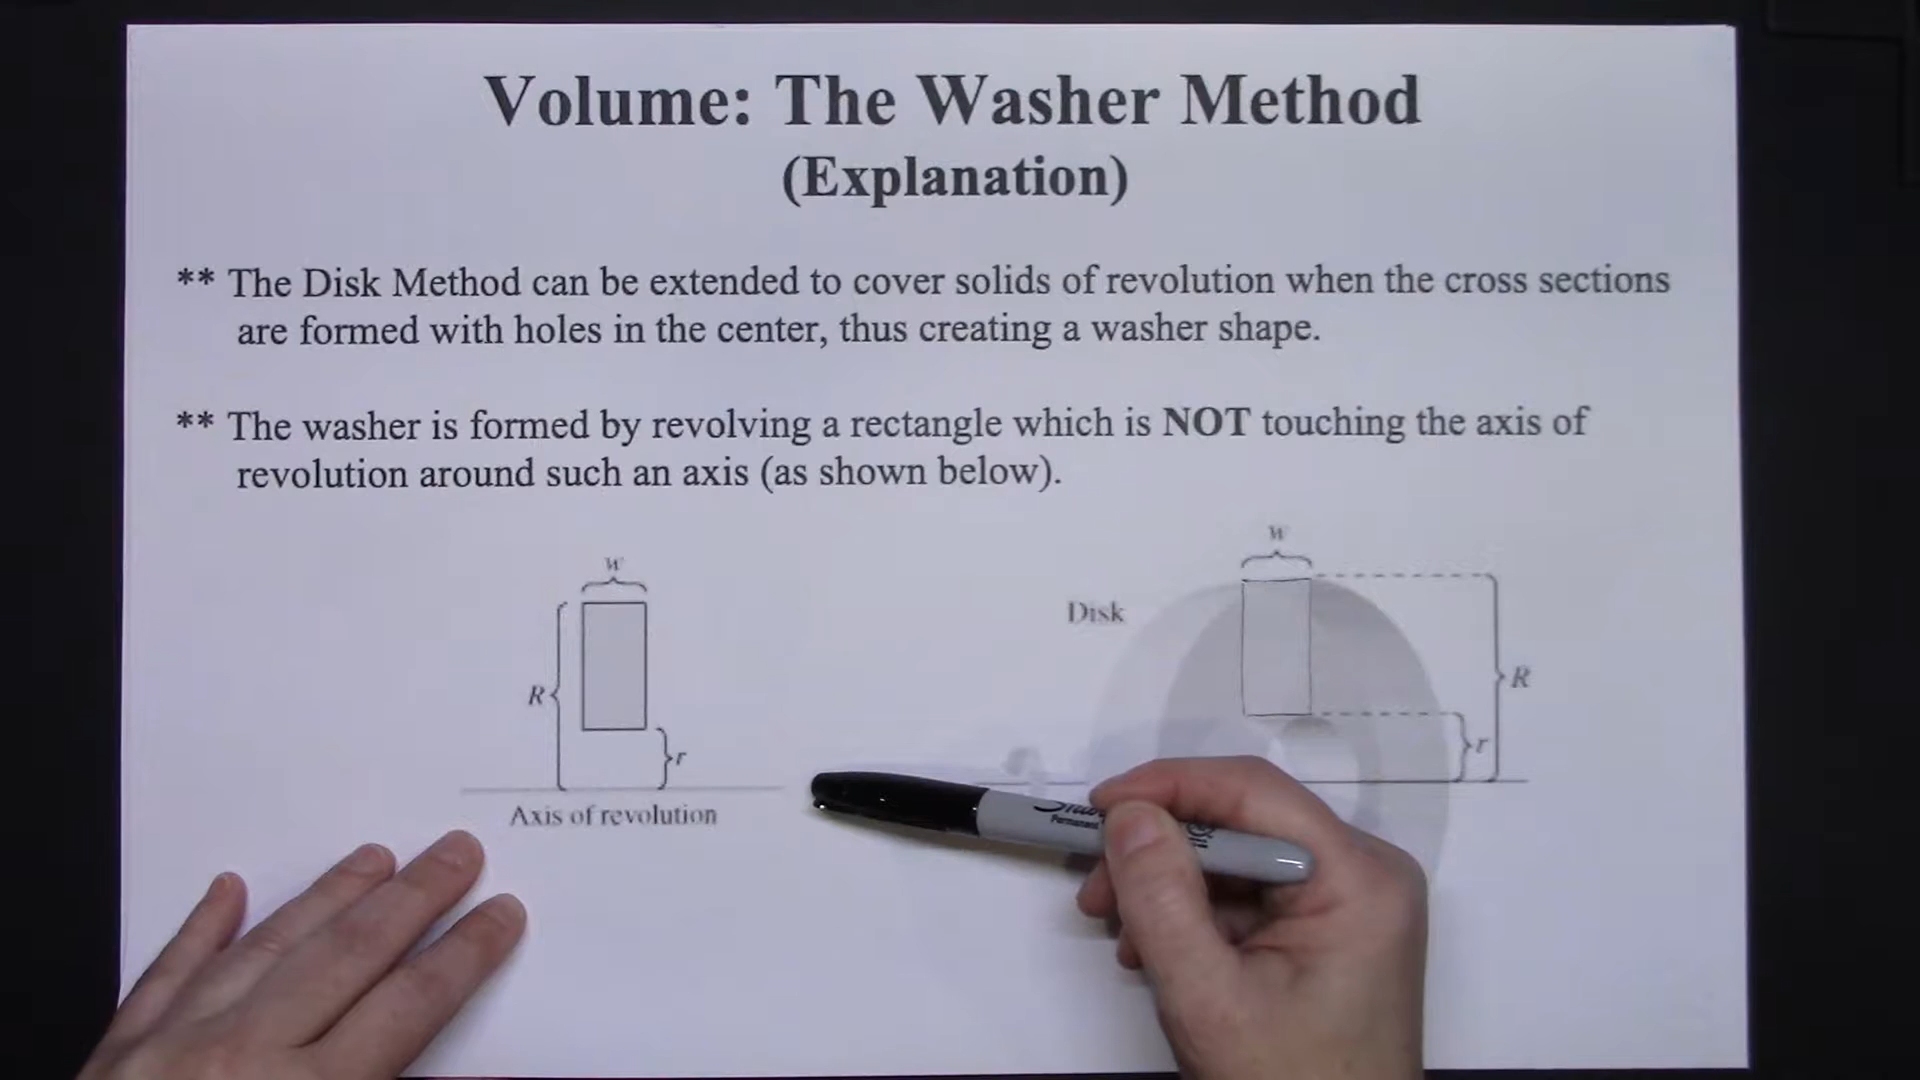 Volume: The Washer Method
(Explanation)
** The Disk Method can be extended to cover solids of revolution when the cross sections
are formed with holes in the center, thus creating a washer shape.
** The washer is formed by revolving a rectangle which is NOT touching the axis of
revolution around such an axis (as shown below).
w
R
r
Axis of revolution
w
Disk
R
r
Permanent